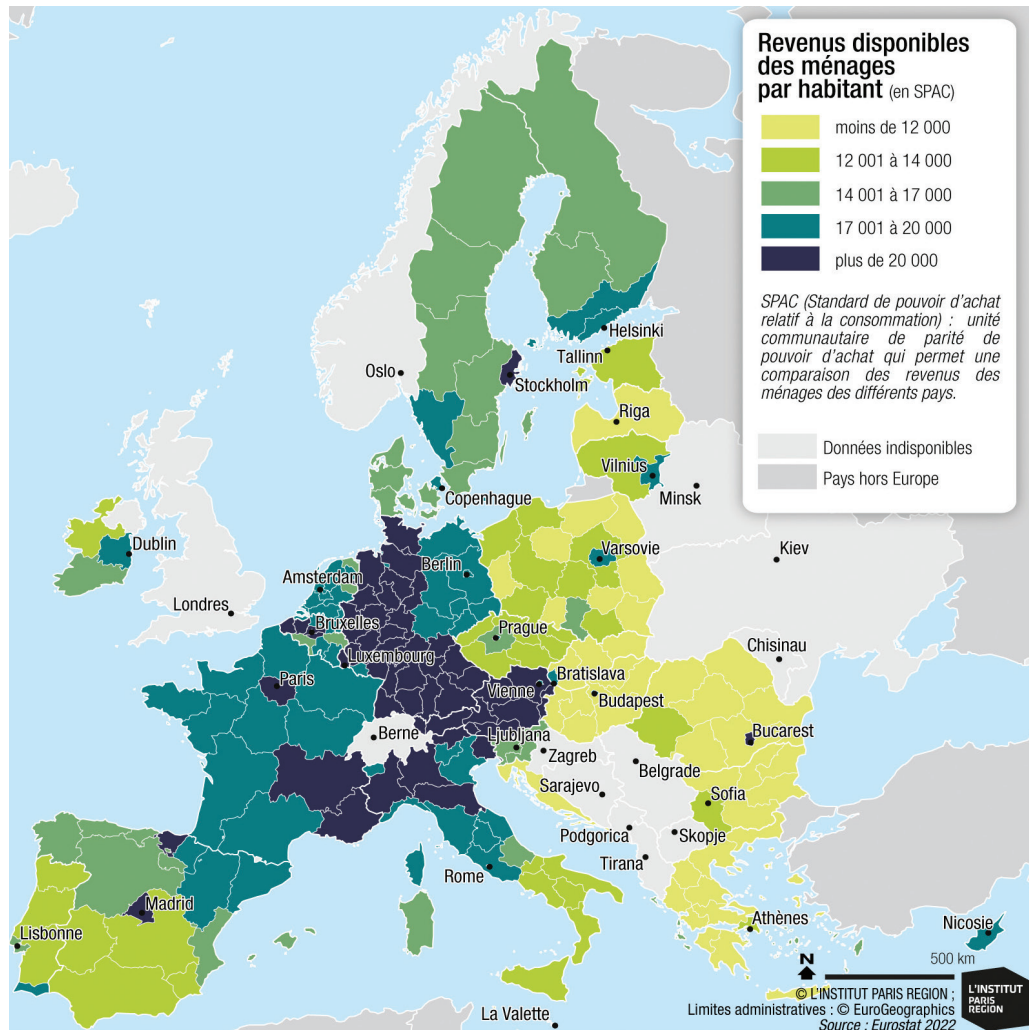 Revenus disponibles
des ménages
par habitant (en SPAC)
moins de 12 000
12 001 à 14 000
14 001 à 17 000
17 001 à 20 000
plus de 20 000
SPAC (Standard de pouvoir d'achat
relatif à la consommation) : unité
communautaire de parité de
pouvoir d'achat qui permet une
comparaison des revenus des
ménages des différents pays.
Données indisponibles
Pays hors Europe
Helsinki
Tallinn
Oslo
Stockholm
Riga
Vilnius
Minsk
Copenhague
Dublin
Varsovie
Kiev
Berlin
Amsterdam
Londres
Bruxelles
Prague
Luxembourg
Chisinau
Paris
Bratislava
Vienne
Budapest
Berne
Ljubljana
Bucarest
Zagreb
Belgrade
Sarajevo
Sofia
Podgorica
Skopje
Tirana
Rome
Madrid
Lisbonne
Athènes
Nicosie
La Valette
N
500 km
© L'INSTITUT PARIS REGION ;
Limites administratives : © EuroGeographics
Source : Eurostat 2022
L'INSTITUT
PARIS
REGION